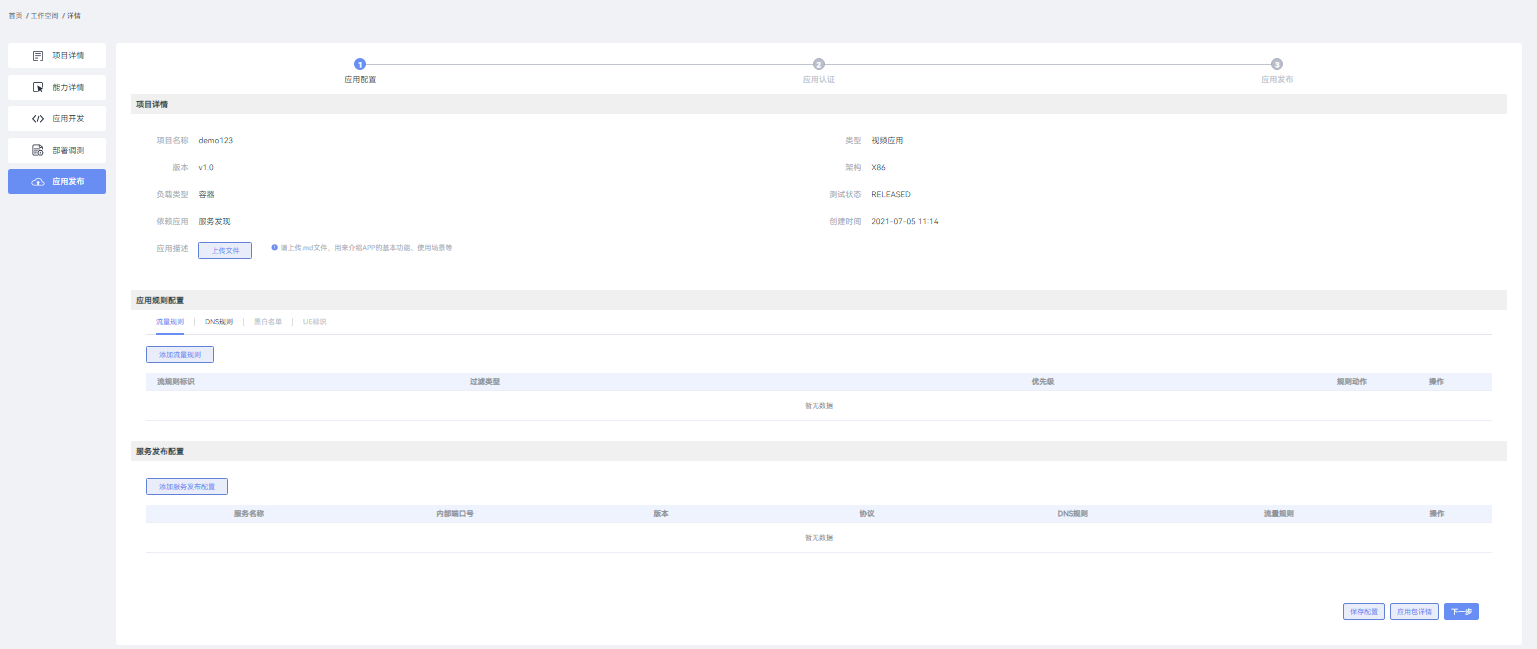 首页 / 工作空间 / 详情
项目详情
能力详情
应用开发
部署调测
应用发布
1 2 3
应用配置 应用认证 应用发布
项目详情
项目名称 demo123 类型 视频应用
版本 v1.0 架构 X86
负载类型 容器 测试状态 RELEASED
依赖应用 服务发现 创建时间 2021-07-05 11:14
应用描述 上传文件 请上传.md文件，用来介绍APP的基本功能、使用场景等
应用规则配置
流量规则 DNS规则 黑白名单 UE标识
添加流量规则
流规则标识 过滤类型 优先级 规则动作 操作
暂无数据
服务发布配置
添加服务发布配置
服务名称 内部端口号 版本 协议 DNS规则 流量规则 操作
暂无数据
保存配置 应用包详情 下一步